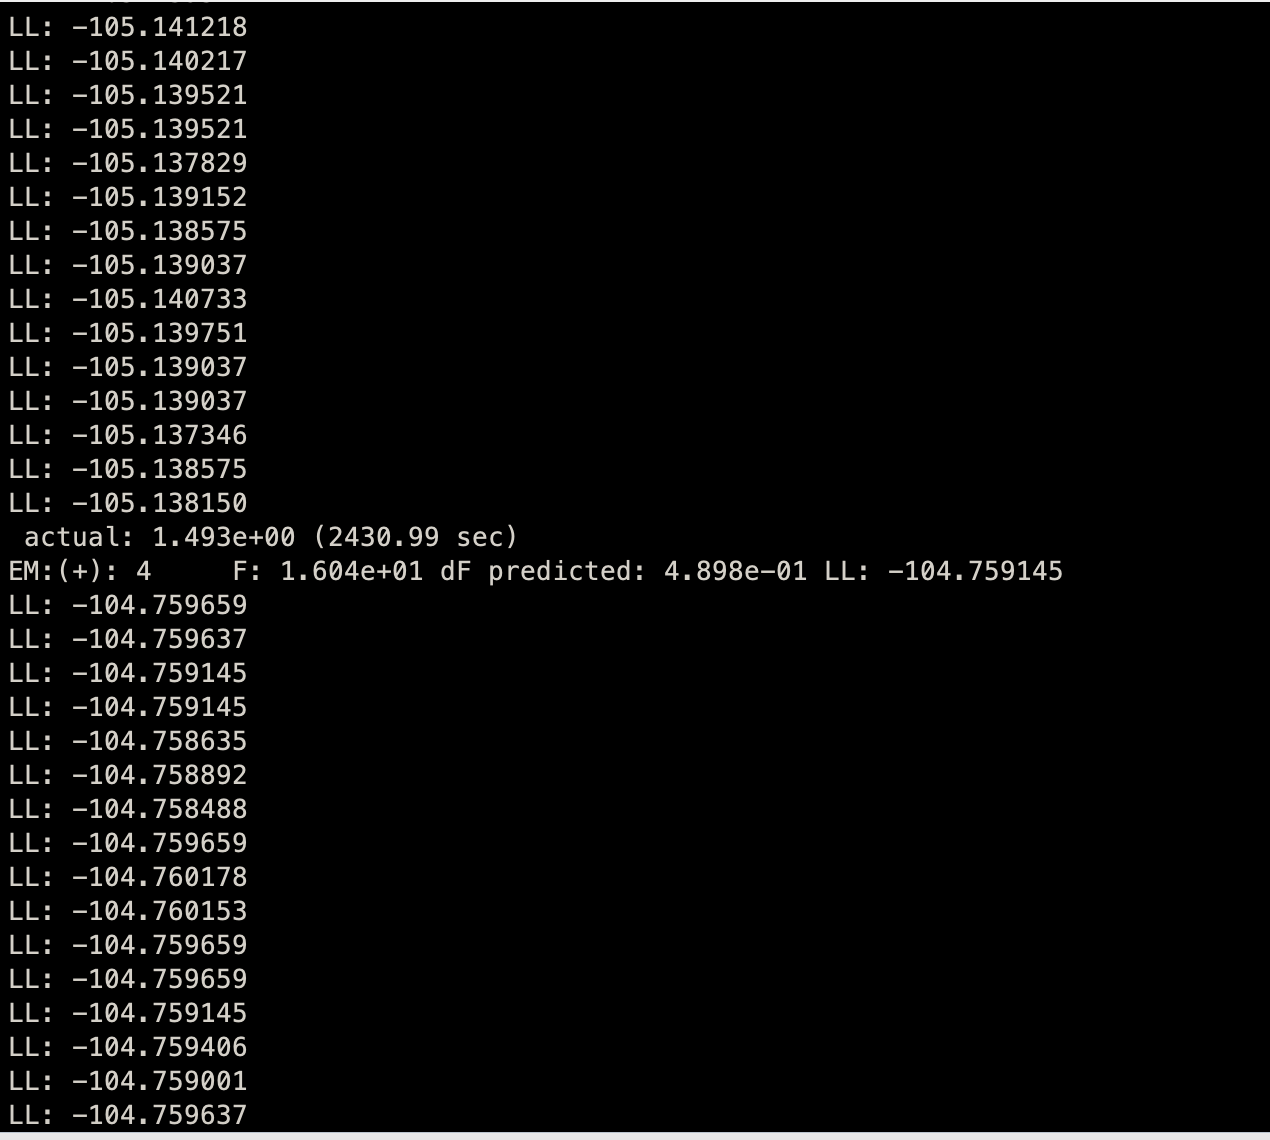 LL: -105.141218
LL: -105.140217
LL: -105.139521
LL: -105.139521
LL: -105.137829
LL: -105.139152
LL: -105.138575
LL: -105.139037
LL: -105.140733
LL: -105.139751
LL: -105.139037
LL: -105.139037
LL: -105.137346
LL: -105.138575
LL: -105.138150
 actual: 1.493e+00 (2430.99 sec)
EM:(+): 4     F: 1.604e+01 dF predicted: 4.898e-01 LL: -104.759145
LL: -104.759659
LL: -104.759637
LL: -104.759145
LL: -104.759145
LL: -104.758635
LL: -104.758892
LL: -104.758488
LL: -104.759659
LL: -104.760178
LL: -104.760153
LL: -104.759659
LL: -104.759659
LL: -104.759145
LL: -104.759406
LL: -104.759001
LL: -104.759637